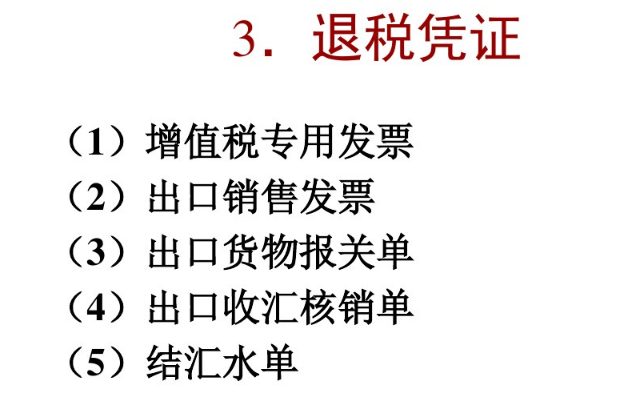 3．退税凭证
（1）增值税专用发票
（2）出口销售发票
（3）出口货物报关单
（4）出口收汇核销单
（5）结汇水单